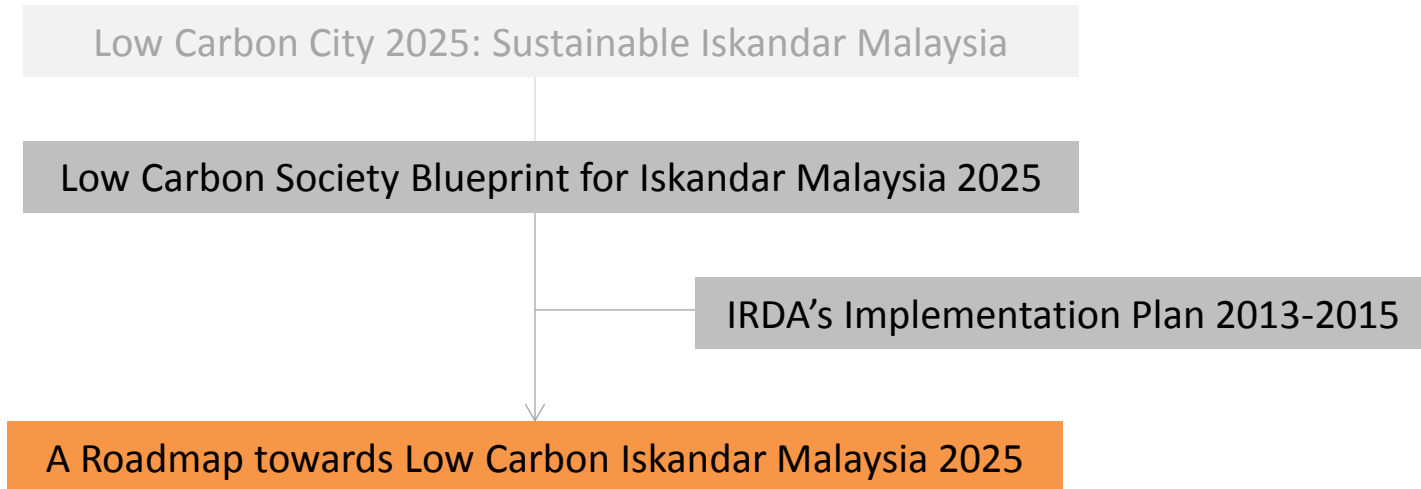 Low Carbon City 2025: Sustainable Iskandar Malaysia
Low Carbon Society Blueprint for Iskandar Malaysia 2025
IRDA’s Implementation Plan 2013-2015
A Roadmap towards Low Carbon Iskandar Malaysia 2025